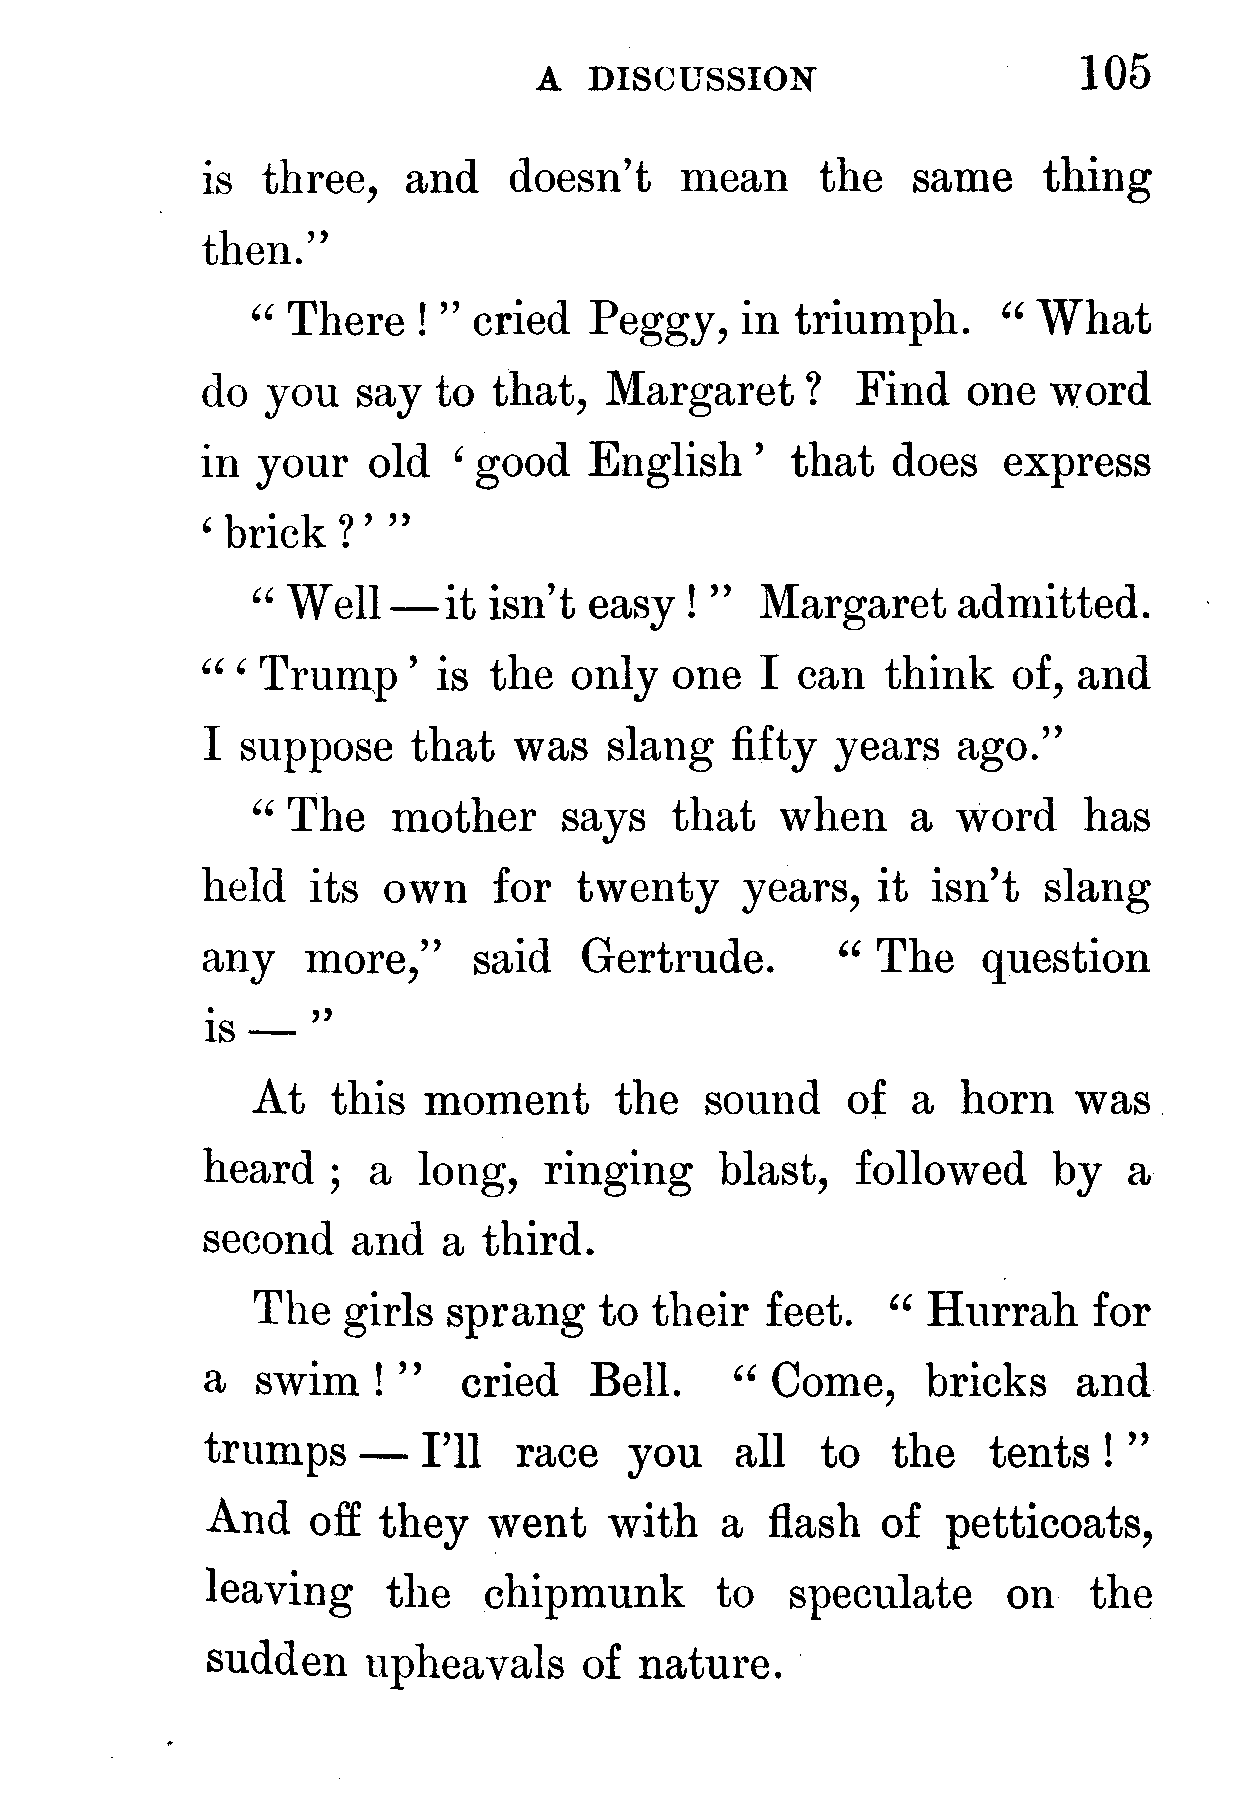 A DISCUSSION 105
is three, and doesn't mean the same thing
then."
"There!" cried Peggy, in triumph. "What
do you say to that, Margaret? Find one word
in your old 'good English' that does express
'brick?'"
"Well—it isn't easy!" Margaret admitted.
"'Trump' is the only one I can think of, and
I suppose that was slang fifty years ago."
"The mother says that when a word has
held its own for twenty years, it isn't slang
any more," said Gertrude. "The question
is—"
At this moment the sound of a horn was
heard; a long, ringing blast, followed by a
second and a third.
The girls sprang to their feet. "Hurrah for
a swim!" cried Bell. "Come, bricks and
trumps—I'll race you all to the tents!"
And off they went with a flash of petticoats,
leaving the chipmunk to speculate on the
sudden upheavals of nature.